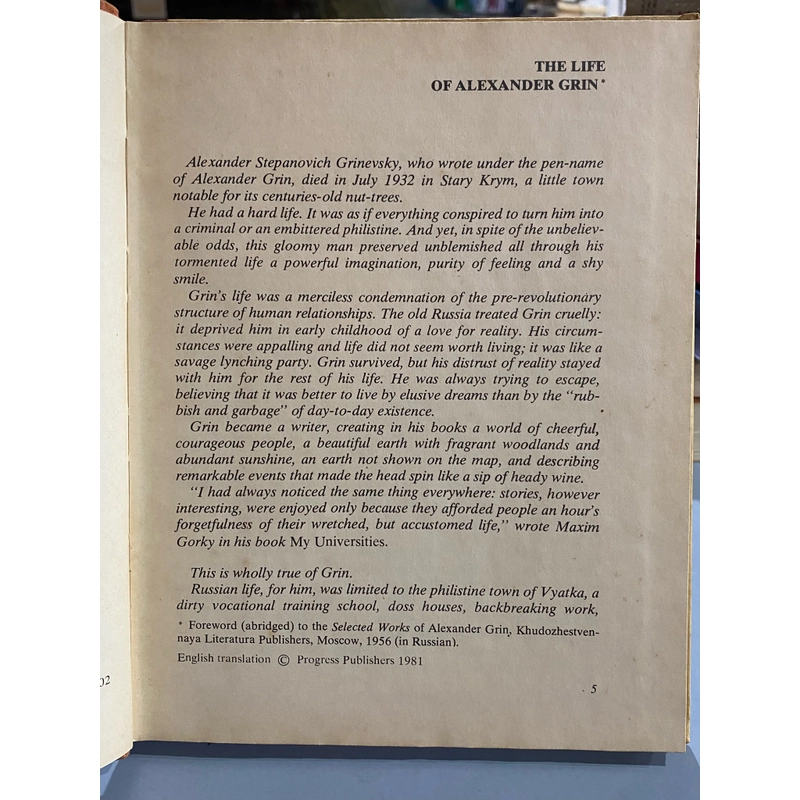 THE LIFE
OF ALEXANDER GRIN*
Alexander Stepanovich Grinevsky, who wrote under the pen-name
of Alexander Grin, died in July 1932 in Stary Krym, a little town
notable for its centuries-old nut-trees.
He had a hard life. It was as if everything conspired to turn him into
a criminal or an embittered philistine. And yet, in spite of the unbeliev-
able odds, this gloomy man preserved unblemished all through his
tormented life a powerful imagination, purity of feeling and a shy
smile.
Grin's life was a merciless condemnation of the pre-revolutionary
structure of human relationships. The old Russia treated Grin cruelly:
it deprived him in early childhood of a love for reality. His circum-
stances were appalling and life did not seem worth living; it was like a
savage lynching party. Grin survived, but his distrust of reality stayed
with him for the rest of his life. He was always trying to escape,
believing that it was better to live by elusive dreams than by the "rub-
bish and garbage" of day-to-day existence.
Grin became a writer, creating in his books a world of cheerful,
courageous people, a beautiful earth with fragrant woodlands and
abundant sunshine, an earth not shown on the map, and describing
remarkable events that made the head spin like a sip of heady wine.
"I had always noticed the same thing everywhere: stories, however
interesting, were enjoyed only because they afforded people an hour's
forgetfulness of their wretched, but accustomed life," wrote Maxim
Gorky in his book My Universities.
This is wholly true of Grin.
Russian life, for him, was limited to the philistine town of Vyatka, a
dirty vocational training school, doss houses, backbreaking work,
* Foreword (abridged) to the Selected Works of Alexander Grin, Khudozhestven-
naya Literatura Publishers, Moscow, 1956 (in Russian).
English translation © Progress Publishers 1981
5
02